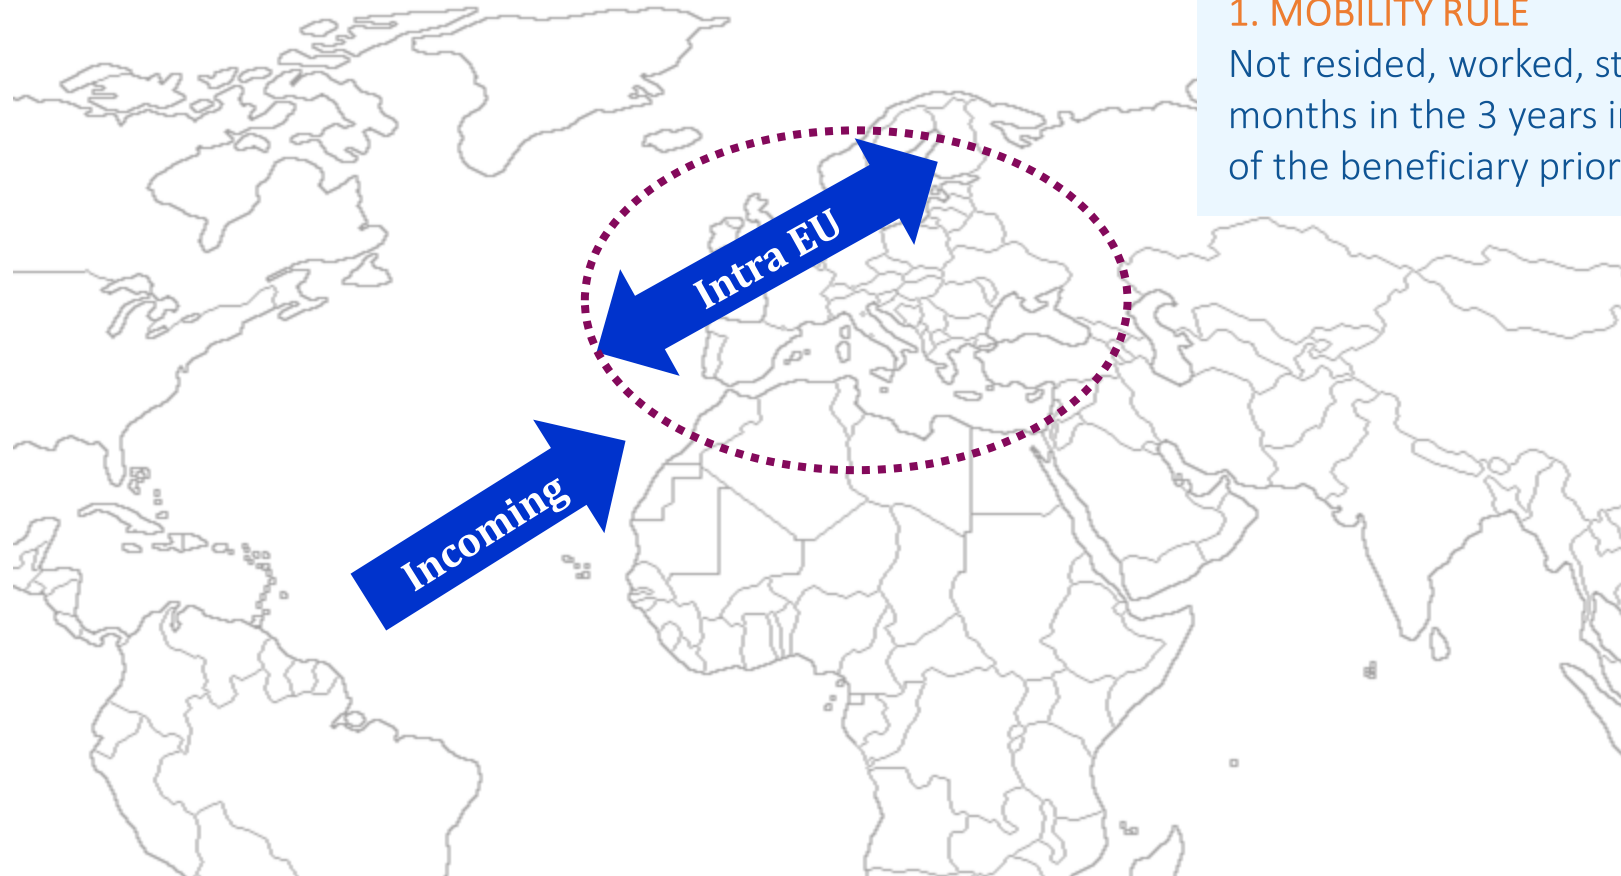 1. MOBILITY RULE
Not resided, worked, st
months in the 3 years i
of the beneficiary prior
Intra EU
Incoming